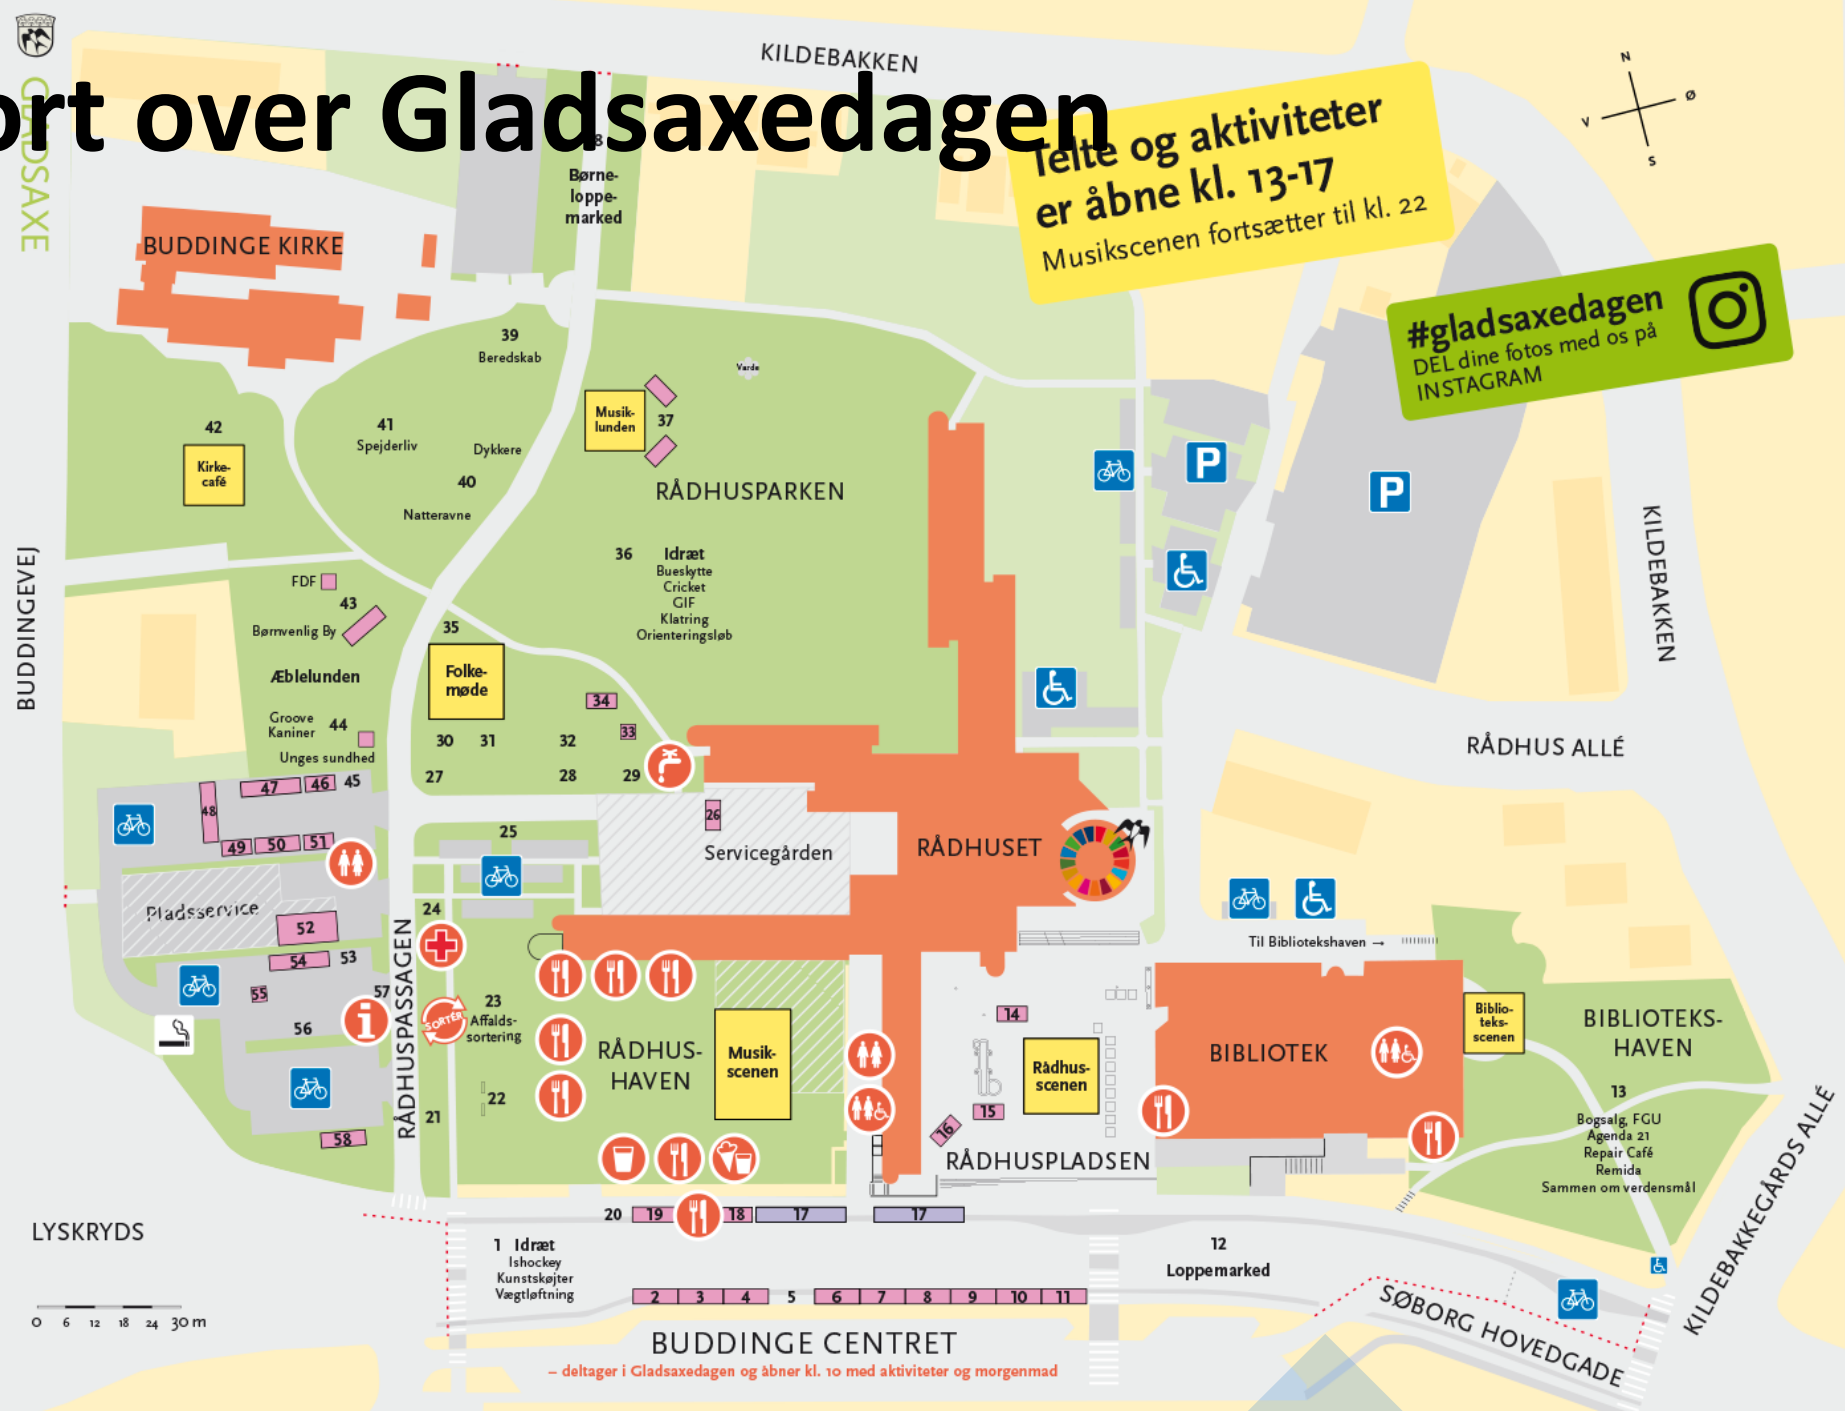 ort over Gladsaxedagen
GLADSAXE
KILDEBAKKEN
Telte og aktiviteter
er åbne kl. 13-17
Musikscenen fortsætter til kl. 22
N
Ø
V
S
#gladsaxedagen
DEL dine fotos med os på
INSTAGRAM
8
Børne-
loppe-
marked
BUDDINGE KIRKE
39
Beredskab
Varde
42
Kirke-
café
41
Spejderliv
Dykkere
40
Natteravne
Musik-
lunden
37
RÅDHUSPARKEN
P
P
KILDEBAKKEN
BUDDINGEVEJ
36 Idræt
Bueskytte
Cricket
GIF
Klatring
Orienteringsløb
FDF
43
Børnvenlig By
Æblelunden
Groove
Kaniner
44
Unges sundhed
35
Folke-
møde
34
33
30
31
32
27
28
29
RÅDHUS ALLÉ
48
47
46
45
49
50
51
26
Servicegården
25
RÅDHUSET
Pladsservice
52
54
53
55
57
56
58
24
RÅDHUSPASSAGEN
i
SORTÉR
23
Affalds-
sortering
22
21
RÅDHUS-
HAVEN
Musik-
scenen
14
Rådhus-
scenen
15
16
RÅDHUSPLADSEN
Til Bibliotekshaven →
BIBLIOTEK
Biblio-
teks-
scenen
BIBLIOTEKS-
HAVEN
13
Bogsalg, FGU
Agenda 21
Repair Café
Remida
Sammen om verdensmål
KILDEBAKKEGÅRDS ALLÉ
LYSKRYDS
0 6 12 18 24 30 m
20
19
18
17
17
1 Idræt
Ishockey
Kunstskøjter
Vægtløftning
12
Loppemarked
2
3
4
5
6
7
8
9
10
11
SØBORG HOVEDGADE
BUDDINGE CENTRET
– deltager i Gladsaxedagen og åbner kl. 10 med aktiviteter og morgenmad